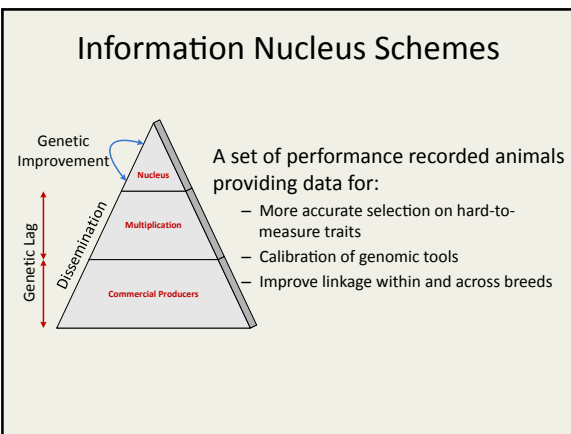 Information Nucleus Schemes
Genetic
Improvement
Nucleus
Multiplication
Commercial Producers
Dissemination
Genetic Lag
A set of performance recorded animals
providing data for:
– More accurate selection on hard-to-
measure traits
– Calibration of genomic tools
– Improve linkage within and across breeds